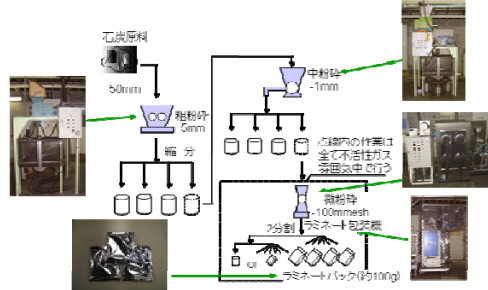 石炭原料
50mm
粗粉砕
-5mm
縮 分
中粉砕
-1mm
点線内の作業は
全て不活性ガス
雰囲気中で行う
微粉砕
-100mmesh
ラミネート包装機
2分割
or
ラミネートパック(約100g)